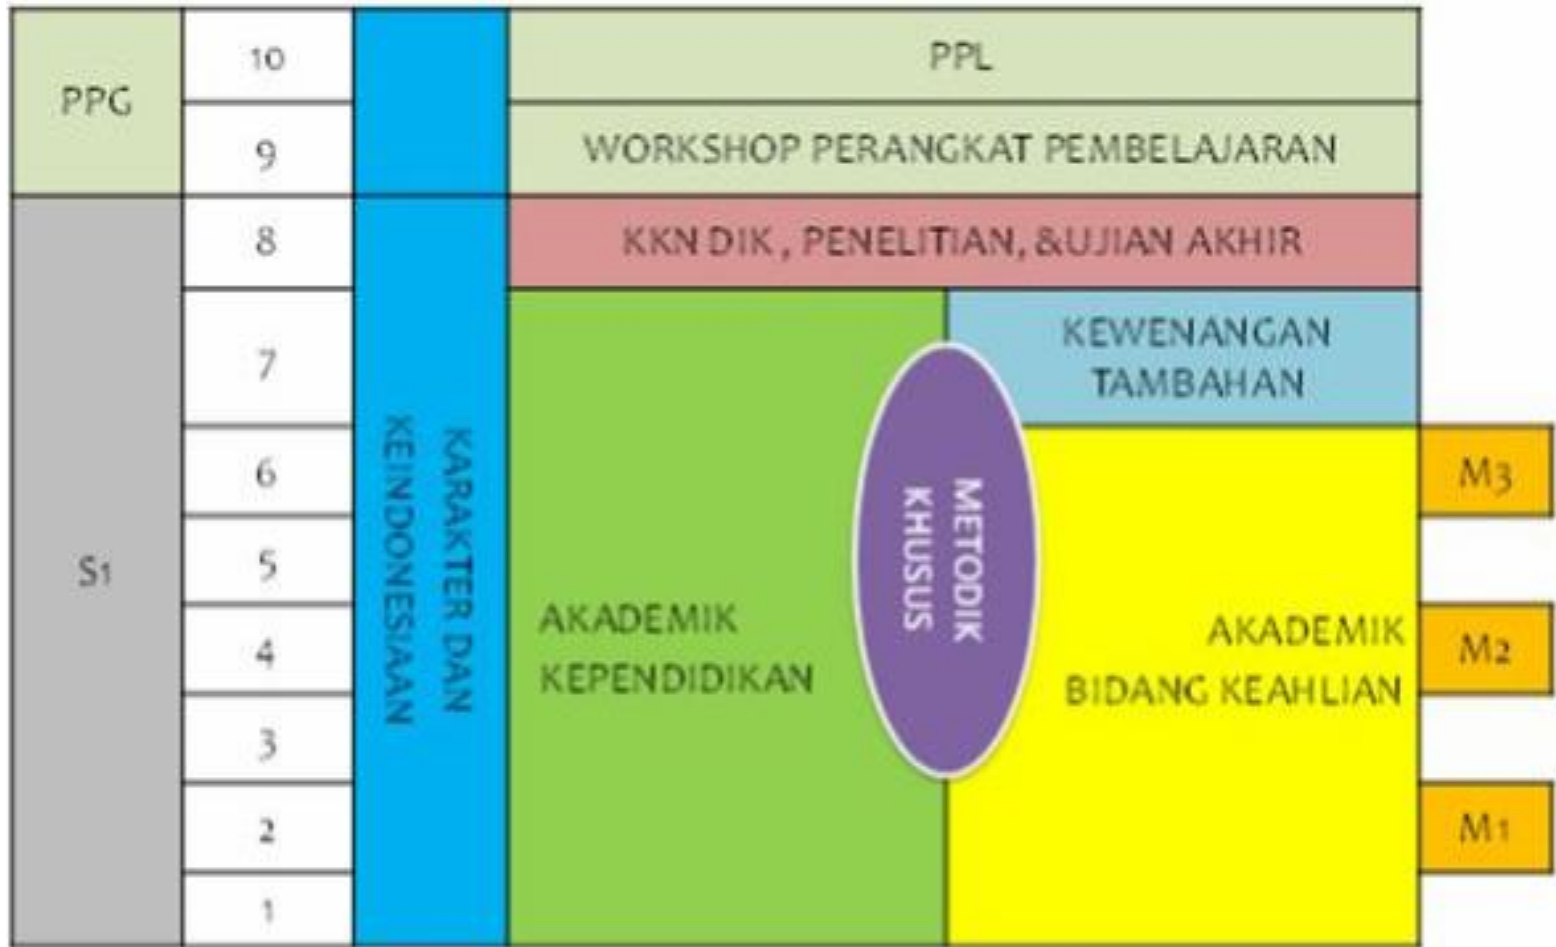 PPG
10
PPL
9
WORKSHOP PERANGKAT PEMBELAJARAN
S1
8
KKN DIK , PENELITIAN, &UJIAN AKHIR
7
KEWENANGAN
TAMBAHAN
6
M3
5
4
M2
3
2
M1
1
KARAKTER DAN
KEINDONESIAAN
AKADEMIK
KEPENDIDIKAN
METODIK
KHUSUS
AKADEMIK
BIDANG KEAHLIAN